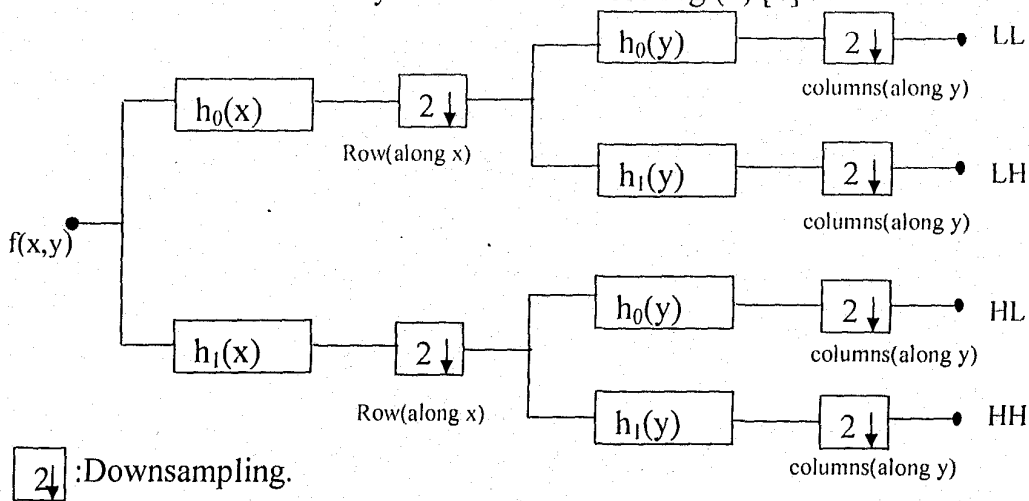 h₀(y) 2↓ LL
columns(along y)
h₀(x) 2↓
Row(along x)
h₁(y) 2↓ LH
columns(along y)
f(x,y)
h₀(y) 2↓ HL
columns(along y)
h₁(x) 2↓
Row(along x)
h₁(y) 2↓ HH
columns(along y)
2↓ :Downsampling.